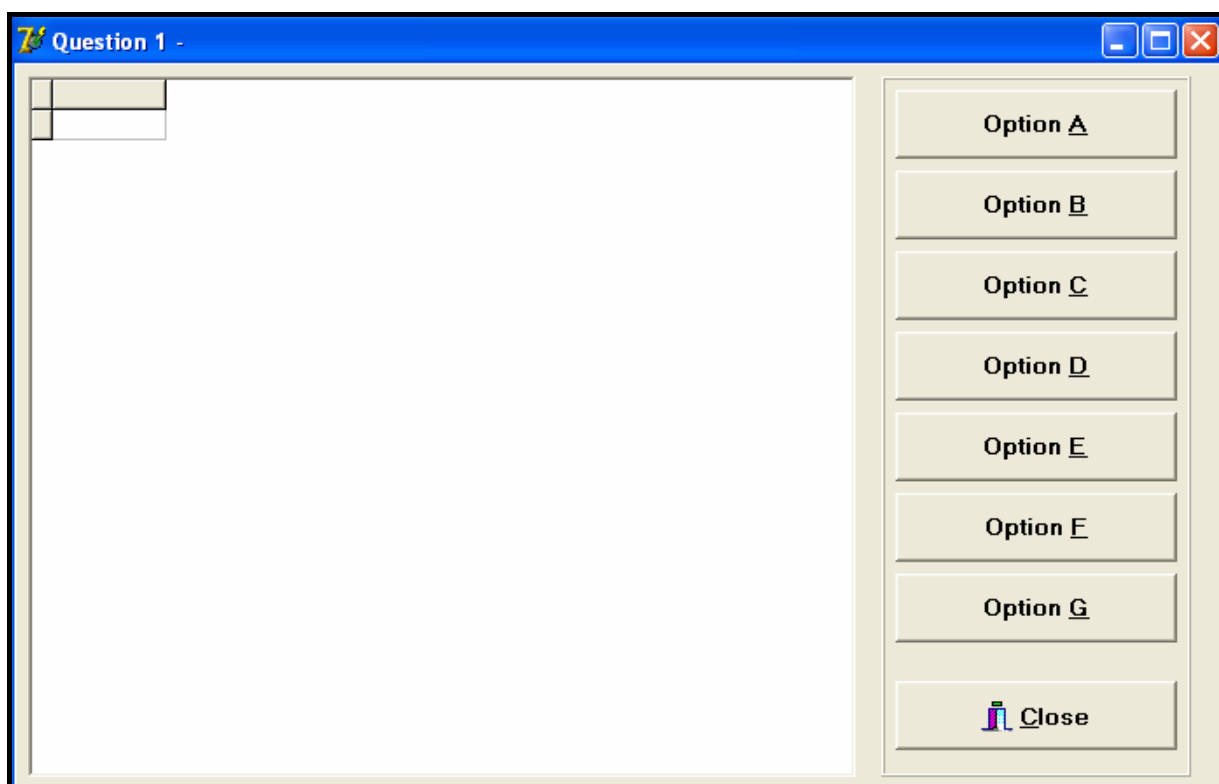 Question 1 -
Option A
Option B
Option C
Option D
Option E
Option F
Option G
Close